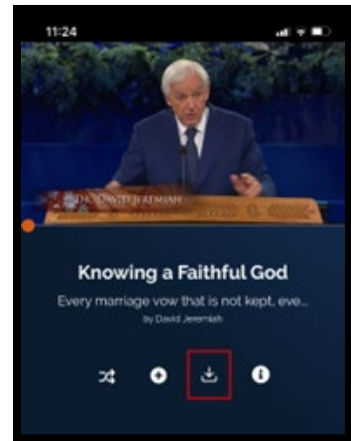 11:24
DR. DAVID JEREMIAH
Knowing a Faithful God
Every marriage vow that is not kept, eve...
by David Jeremiah